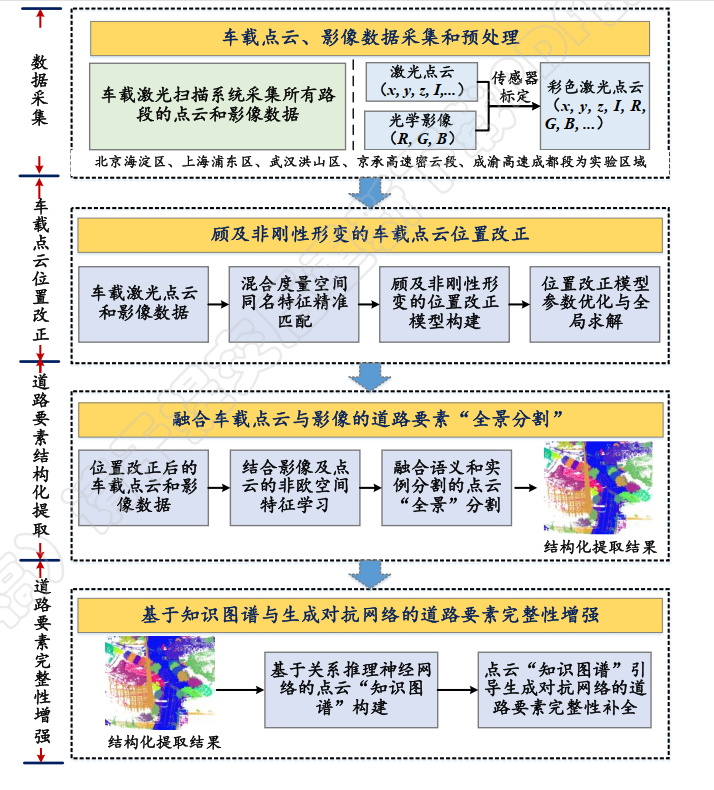 数据采集
车载点云、影像数据采集和预处理
车载激光扫描系统采集所有路
段的点云和影像数据
激光点云
(x, y, z, I,...)
光学影像
(R, G, B)
传感器
标定
彩色激光点云
(x, y, z, I, R,
G, B, ...)
北京海淀区、上海浦东区、武汉洪山区、京承高速密云段、成渝高速成都段为实验区域
车载点云位置改正
顾及非刚性形变的车载点云位置改正
车载激光点云
和影像数据
混合度量空间
同名特征精准
匹配
顾及非刚性形
变的位置改正
模型构建
位置改正模型
参数优化与全
局求解
道路要素结构化提取
融合车载点云与影像的道路要素“全景分割”
位置改正后的
车载点云和影
像数据
结合影像及点
云的非欧空间
特征学习
融合语义和实
例分割的点云
“全景”分割
结构化提取结果
道路要素完整性增强
基于知识图谱与生成对抗网络的道路要素完整性增强
结构化提取结果
基于关系推理神经网
络的点云“知识图
谱”构建
点云“知识图谱”引
导生成对抗网络的道
路要素完整性补全